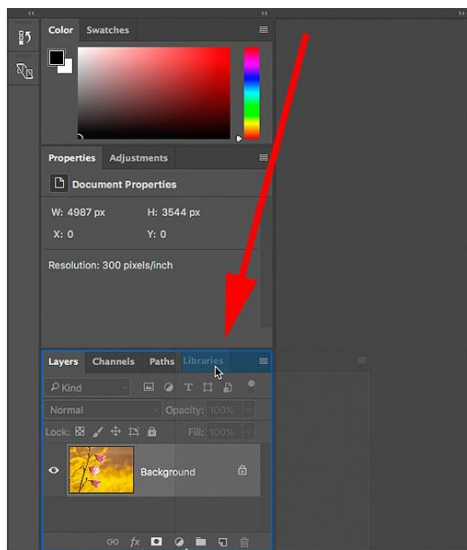 Color Swatches
Properties Adjustments
Document Properties
W: 4987 px H: 3544 px
X: 0 Y: 0
Resolution: 300 pixels/inch
Layers Channels Paths Libraries
Kind
Normal Opacity: 100%
Lock: Fill: 100%
Background
fx